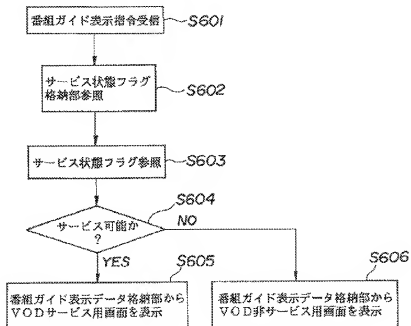 番組ガイド表示指令受信
S601
サービス状態フラグ
格納部参照
S602
サービス状態フラグ参照
S603
サービス可能か
?
S604
NO
YES
S605
番組ガイド表示データ格納部から
VODサービス用画面を表示
S606
番組ガイド表示データ格納部から
VOD非サービス用画面を表示